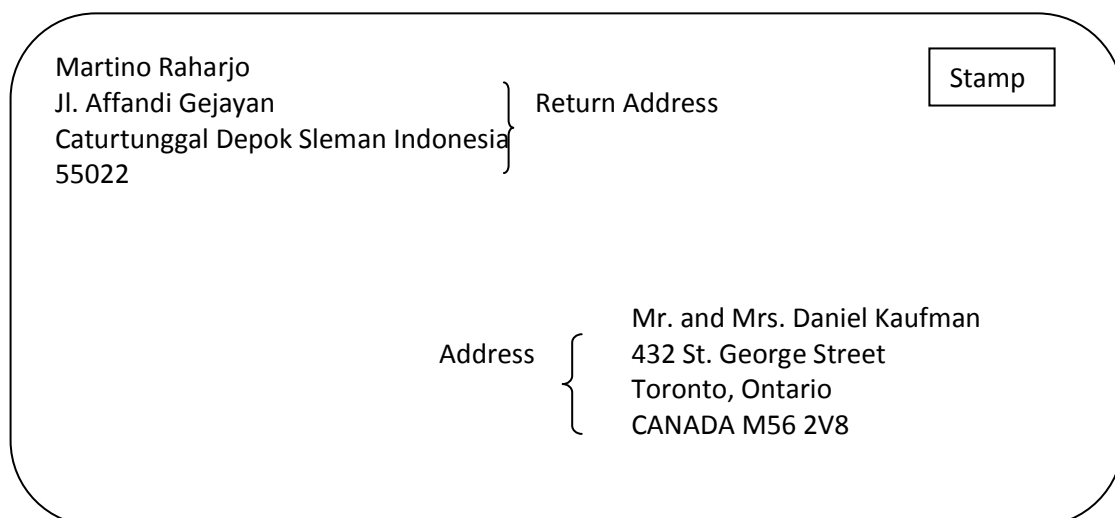 Martino Raharjo
Jl. Affandi Gejayan
Caturtunggal Depok Sleman Indonesia
55022
Return Address
Stamp
Address
Mr. and Mrs. Daniel Kaufman
432 St. George Street
Toronto, Ontario
CANADA M56 2V8